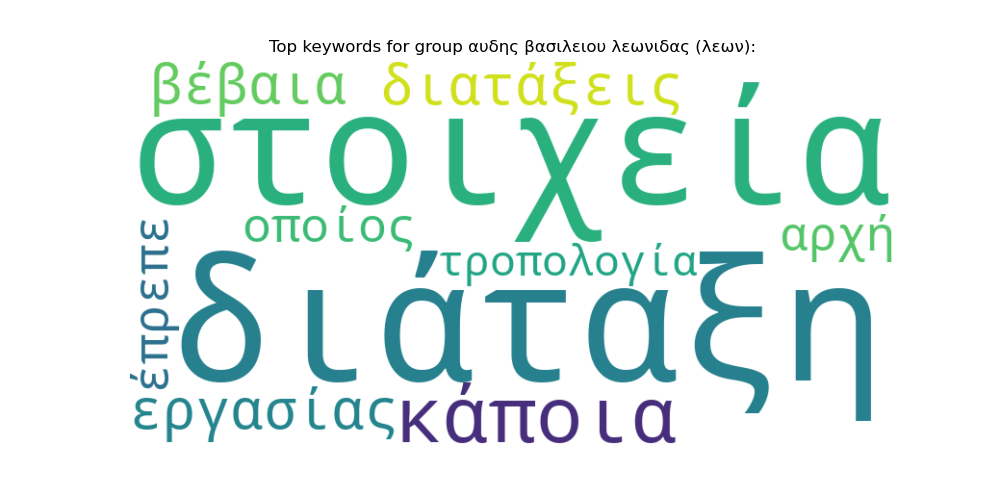 Top keywords for group αυδης βασιλειου λεωνιδας (λεων):
βέβαια διατάξεις
στοιχεία
οποίος αρχή
τροπολογία
έπρεπε
διάταξη
εργασίας κάποια